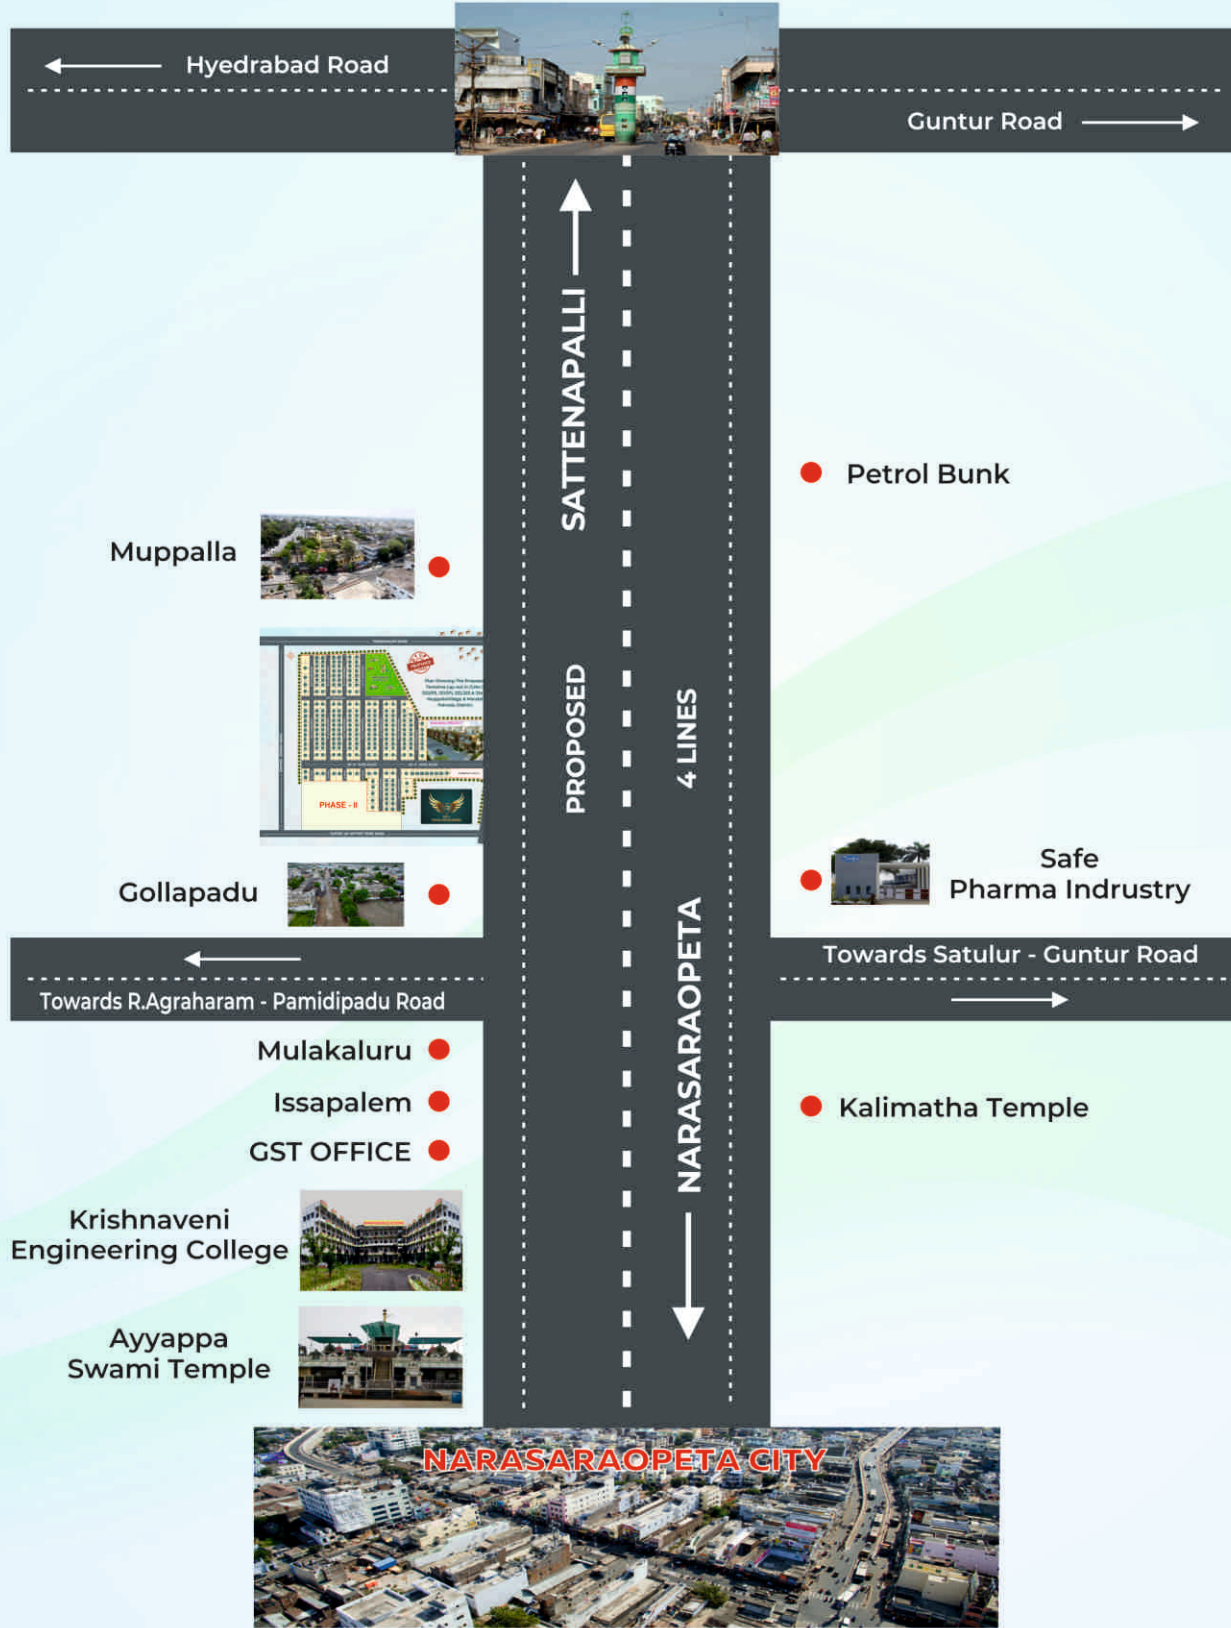 Hyedrabad Road
Guntur Road
SATTENAPALLI
Petrol Bunk
Muppalla
PROPOSED
4 LINES
PHASE - II
Gollapadu
Safe
Pharma Indrustry
NARASARAOPETA
Towards Satulur - Guntur Road
Towards R.Agraharam - Pamidipadu Road
Mulakaluru
Issapalem
GST OFFICE
Kalimatha Temple
Krishnaveni
Engineering College
Ayyappa
Swami Temple
NARASARAOPETA CITY